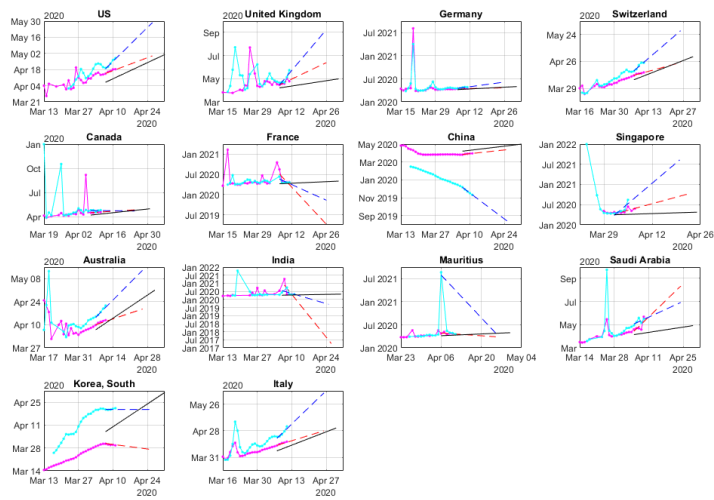 2020 US
May 30
May 16
May 02
Apr 18
Apr 04
Mar 21
Mar 13 Mar 27 Apr 10 Apr 24
2020
2020 United Kingdom
Sep
Jul
May
Mar
Mar 15 Mar 29 Apr 12 Apr 26
2020
Germany
Jul 2021
Jan 2021
Jul 2020
Jan 2020
Mar 15 Mar 29 Apr 12 Apr 26
2020
2020 Switzerland
May 24
Apr 26
Mar 29
Mar 16 Mar 30 Apr 13 Apr 27
2020
2020 Canada
Jan
Oct
Jul
Apr
Mar 19 Apr 02 Apr 16 Apr 30
2020
France
Jan 2021
Jul 2020
Jan 2020
Jul 2019
Mar 15 Mar 29 Apr 12 Apr 26
2020
China
May 2020
Mar 2020
Jan 2020
Nov 2019
Sep 2019
Mar 13 Mar 27 Apr 10 Apr 24
2020
Singapore
Jan 2022
Jul 2021
Jan 2021
Jul 2020
Jan 2020
Mar 29 Apr 12 Apr 26
2020
2020 Australia
May 08
Apr 24
Apr 10
Mar 27
Mar 17 Mar 31 Apr 14 Apr 28
2020
India
Jan 2022
Jul 2021
Jan 2021
Jul 2020
Jan 2020
Jul 2019
Jan 2019
Jul 2018
Jan 2018
Jul 2017
Jan 2017
Mar 15 Mar 29 Apr 12 Apr 26
2020
Mauritius
Jul 2021
Jan 2021
Jul 2020
Jan 2020
Mar 23 Apr 06 Apr 20 May 04
2020
2020 Saudi Arabia
Sep
Jul
May
Mar
Mar 14 Mar 28 Apr 11 Apr 25
2020
2020 Korea, South
Apr 25
Apr 11
Mar 28
Mar 14
Mar 13 Mar 27 Apr 10 Apr 24
2020
2020 Italy
May 26
Apr 28
Mar 31
Mar 16 Mar 30 Apr 13 Apr 27
2020